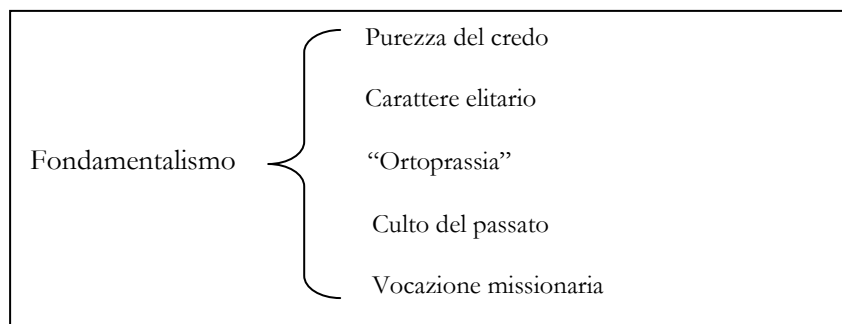 Purezza del credo
Carattere elitario
Fondamentalismo
“Ortoprassia”
Culto del passato
Vocazione missionaria